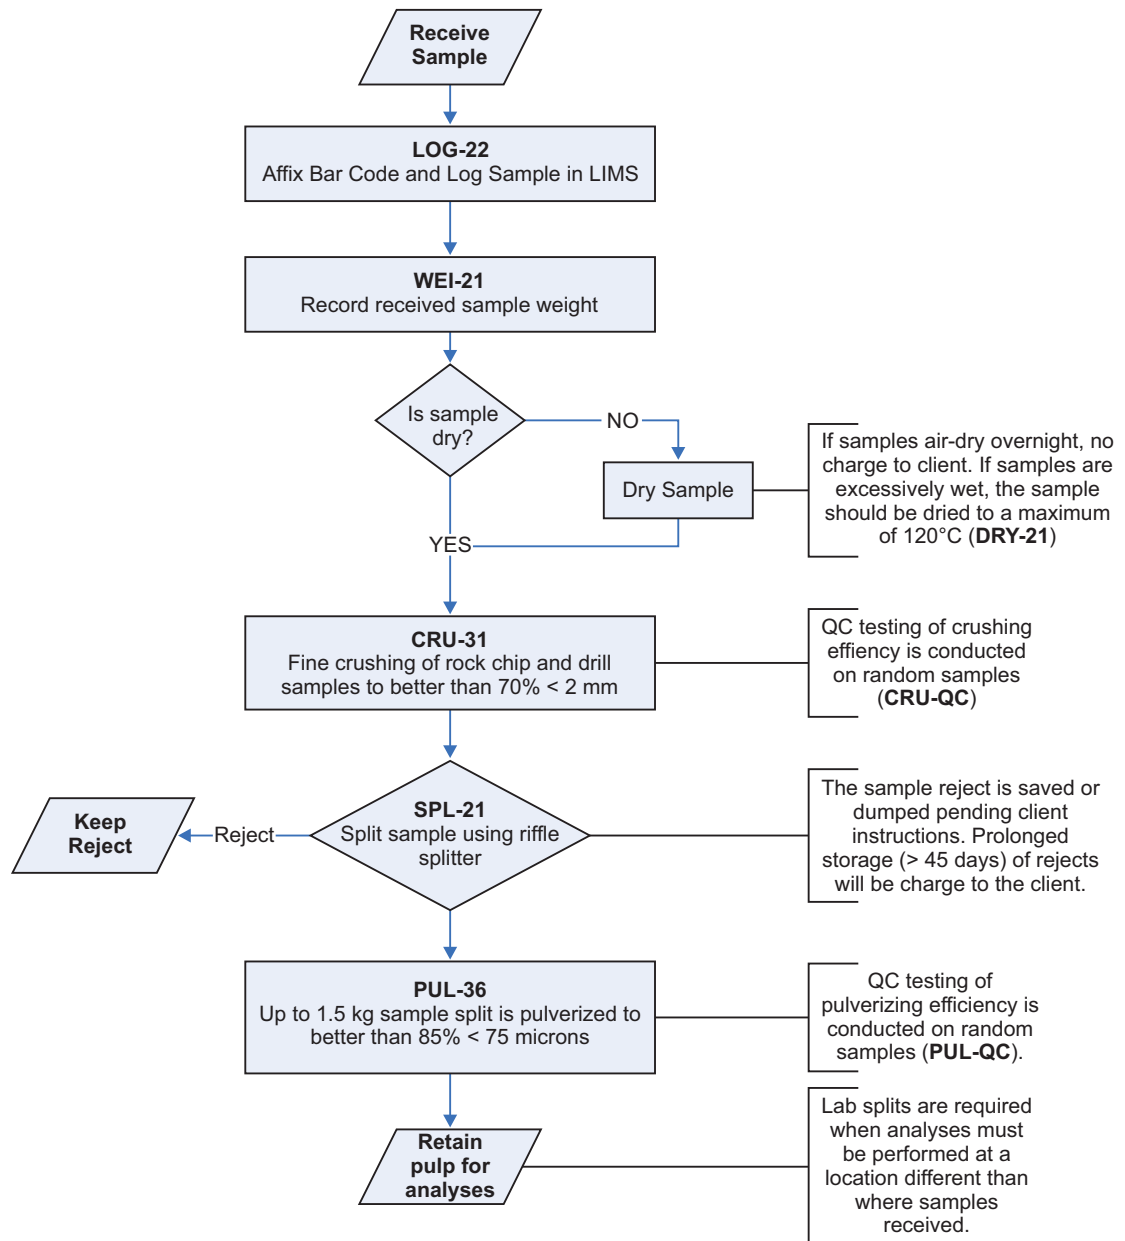 Receive
Sample
LOG-22
Affix Bar Code and Log Sample in LIMS
WEI-21
Record received sample weight
Is sample
dry?
NO
Dry Sample
If samples air-dry overnight, no
charge to client. If samples are
excessively wet, the sample
should be dried to a maximum
of 120°C (DRY-21)
YES
CRU-31
Fine crushing of rock chip and drill
samples to better than 70% < 2 mm
QC testing of crushing
effiency is conducted
on random samples
(CRU-QC)
Keep
Reject
Reject
SPL-21
Split sample using riffle
splitter
The sample reject is saved or
dumped pending client
instructions. Prolonged
storage (> 45 days) of rejects
will be charge to the client.
PUL-36
Up to 1.5 kg sample split is pulverized to
better than 85% < 75 microns
QC testing of
pulverizing efficiency is
conducted on random
samples (PUL-QC).
Retain
pulp for
analyses
Lab splits are required
when analyses must
be performed at a
location different than
where samples
received.